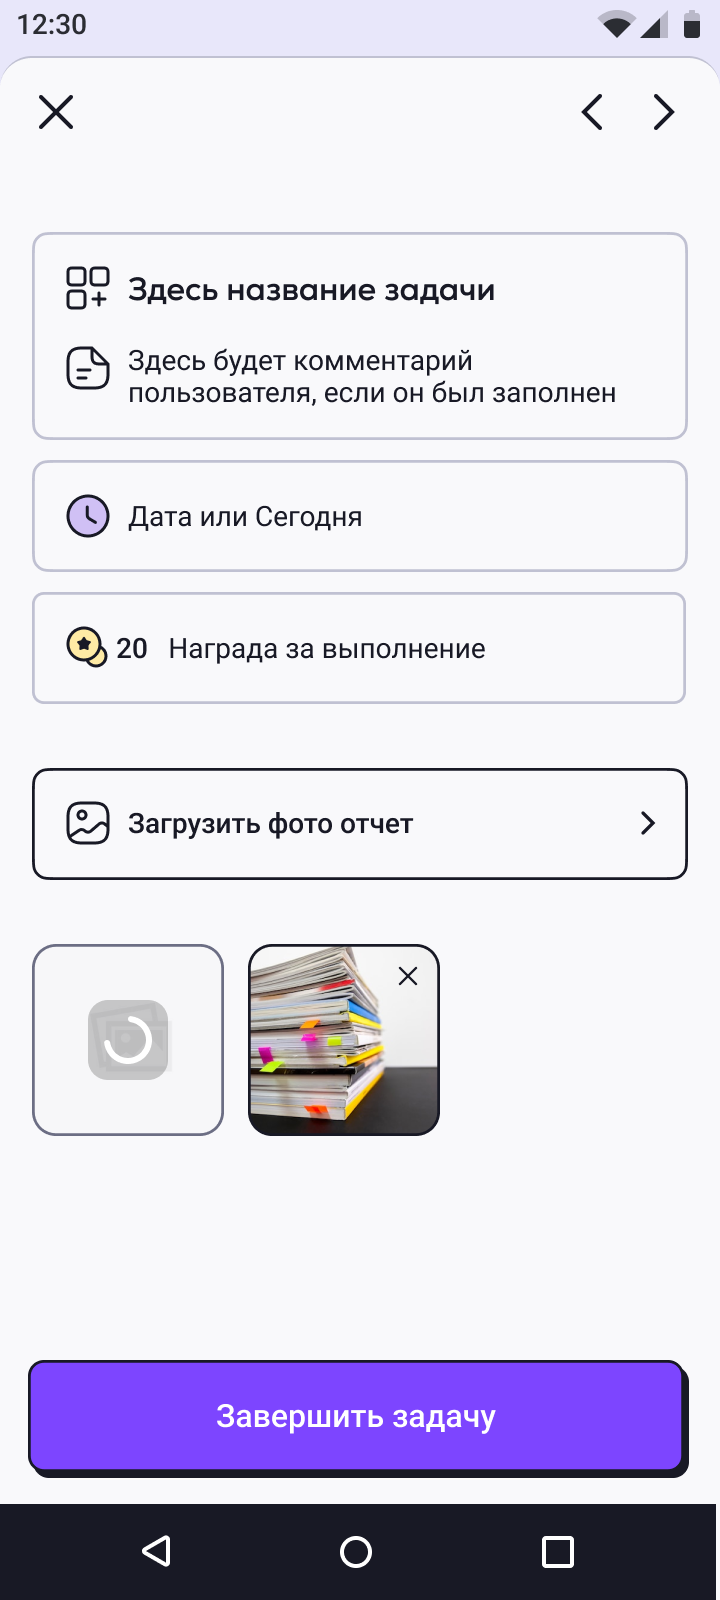 12:30
Здесь название задачи
Здесь будет комментарий
пользователя, если он был заполнен
Дата или Сегодня
20 Награда за выполнение
Загрузить фото отчет
Завершить задачу